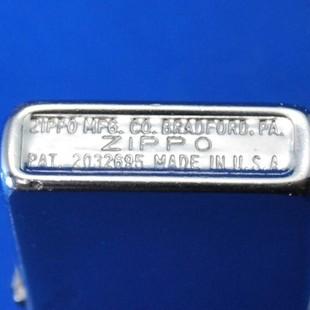 ZIPPO MFG. CO. BRADFORD. PA.
ZIPPO
PAT. 2032695 MADE IN U.S.A